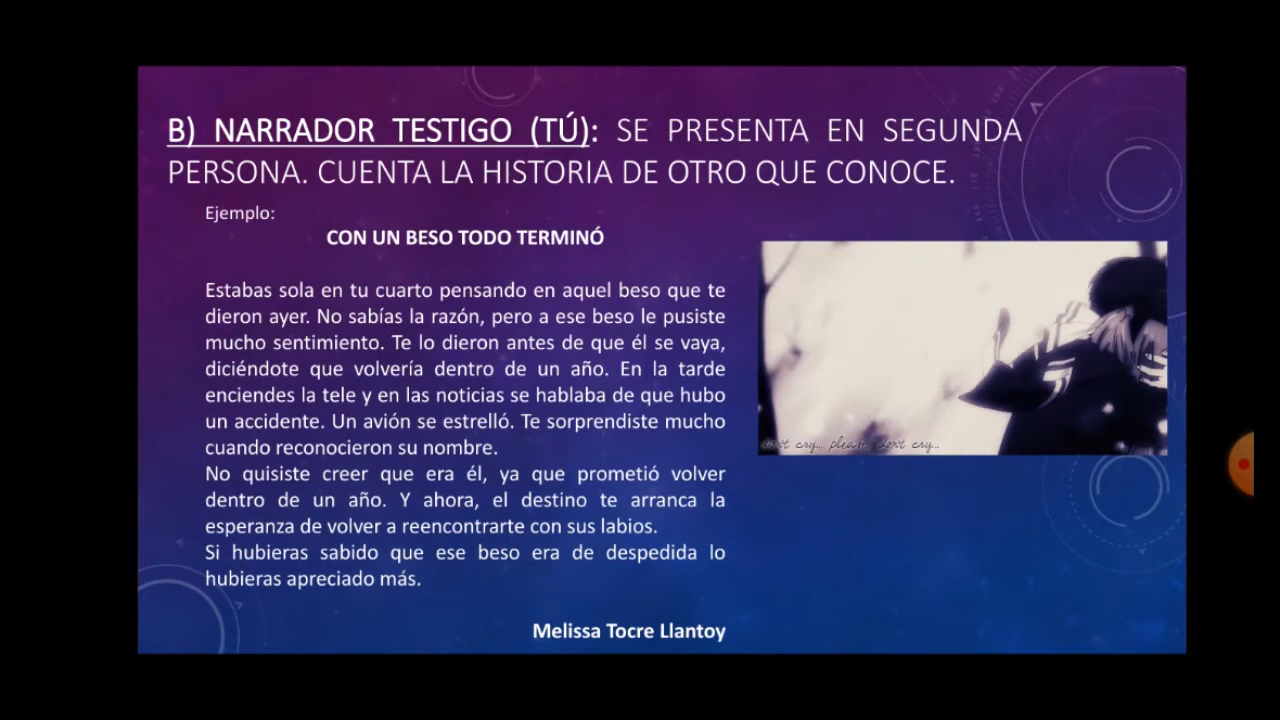 B) NARRADOR TESTIGO (TÚ): SE PRESENTA EN SEGUNDA
PERSONA. CUENTA LA HISTORIA DE OTRO QUE CONOCE.
Ejemplo:
CON UN BESO TODO TERMINÓ
Estabas sola en tu cuarto pensando en aquel beso que te
dieron ayer. No sabías la razón, pero a ese beso le pusiste
mucho sentimiento. Te lo dieron antes de que él se vaya,
diciéndote que volvería dentro de un año. En la tarde
enciendes la tele y en las noticias se hablaba de que hubo
un accidente. Un avión se estrelló. Te sorprendiste mucho
cuando reconocieron su nombre.
No quisiste creer que era él, ya que prometió volver
dentro de un año. Y ahora, el destino te arranca la
esperanza de volver a reencontrarte con sus labios.
Si hubieras sabido que ese beso era de despedida lo
hubieras apreciado más.
don't cry... please don't cry...
Melissa Tocre Llantoy